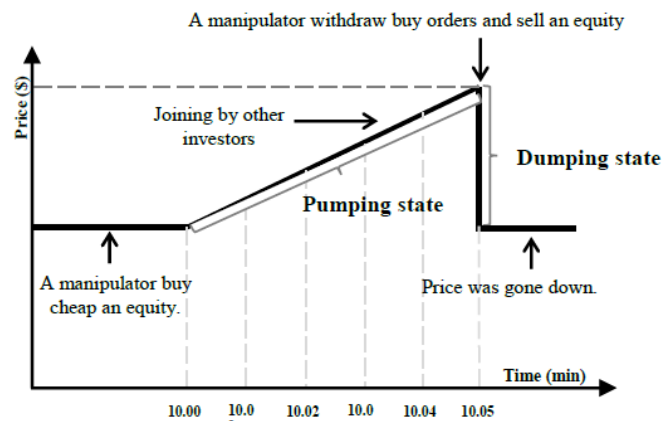 A manipulator withdraw buy orders and sell an equity
Price ($)
Joining by other
investors
Dumping state
Pumping state
A manipulator buy
cheap an equity.
Price was gone down.
Time (min)
10.00 10.0 10.02 10.0 10.04 10.05